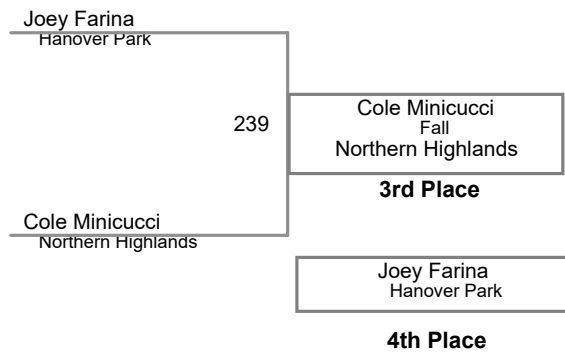 Joey Farina
Hanover Park
239
Cole Minicucci
Fall
Northern Highlands
3rd Place
Cole Minicucci
Northern Highlands
Joey Farina
Hanover Park
4th Place